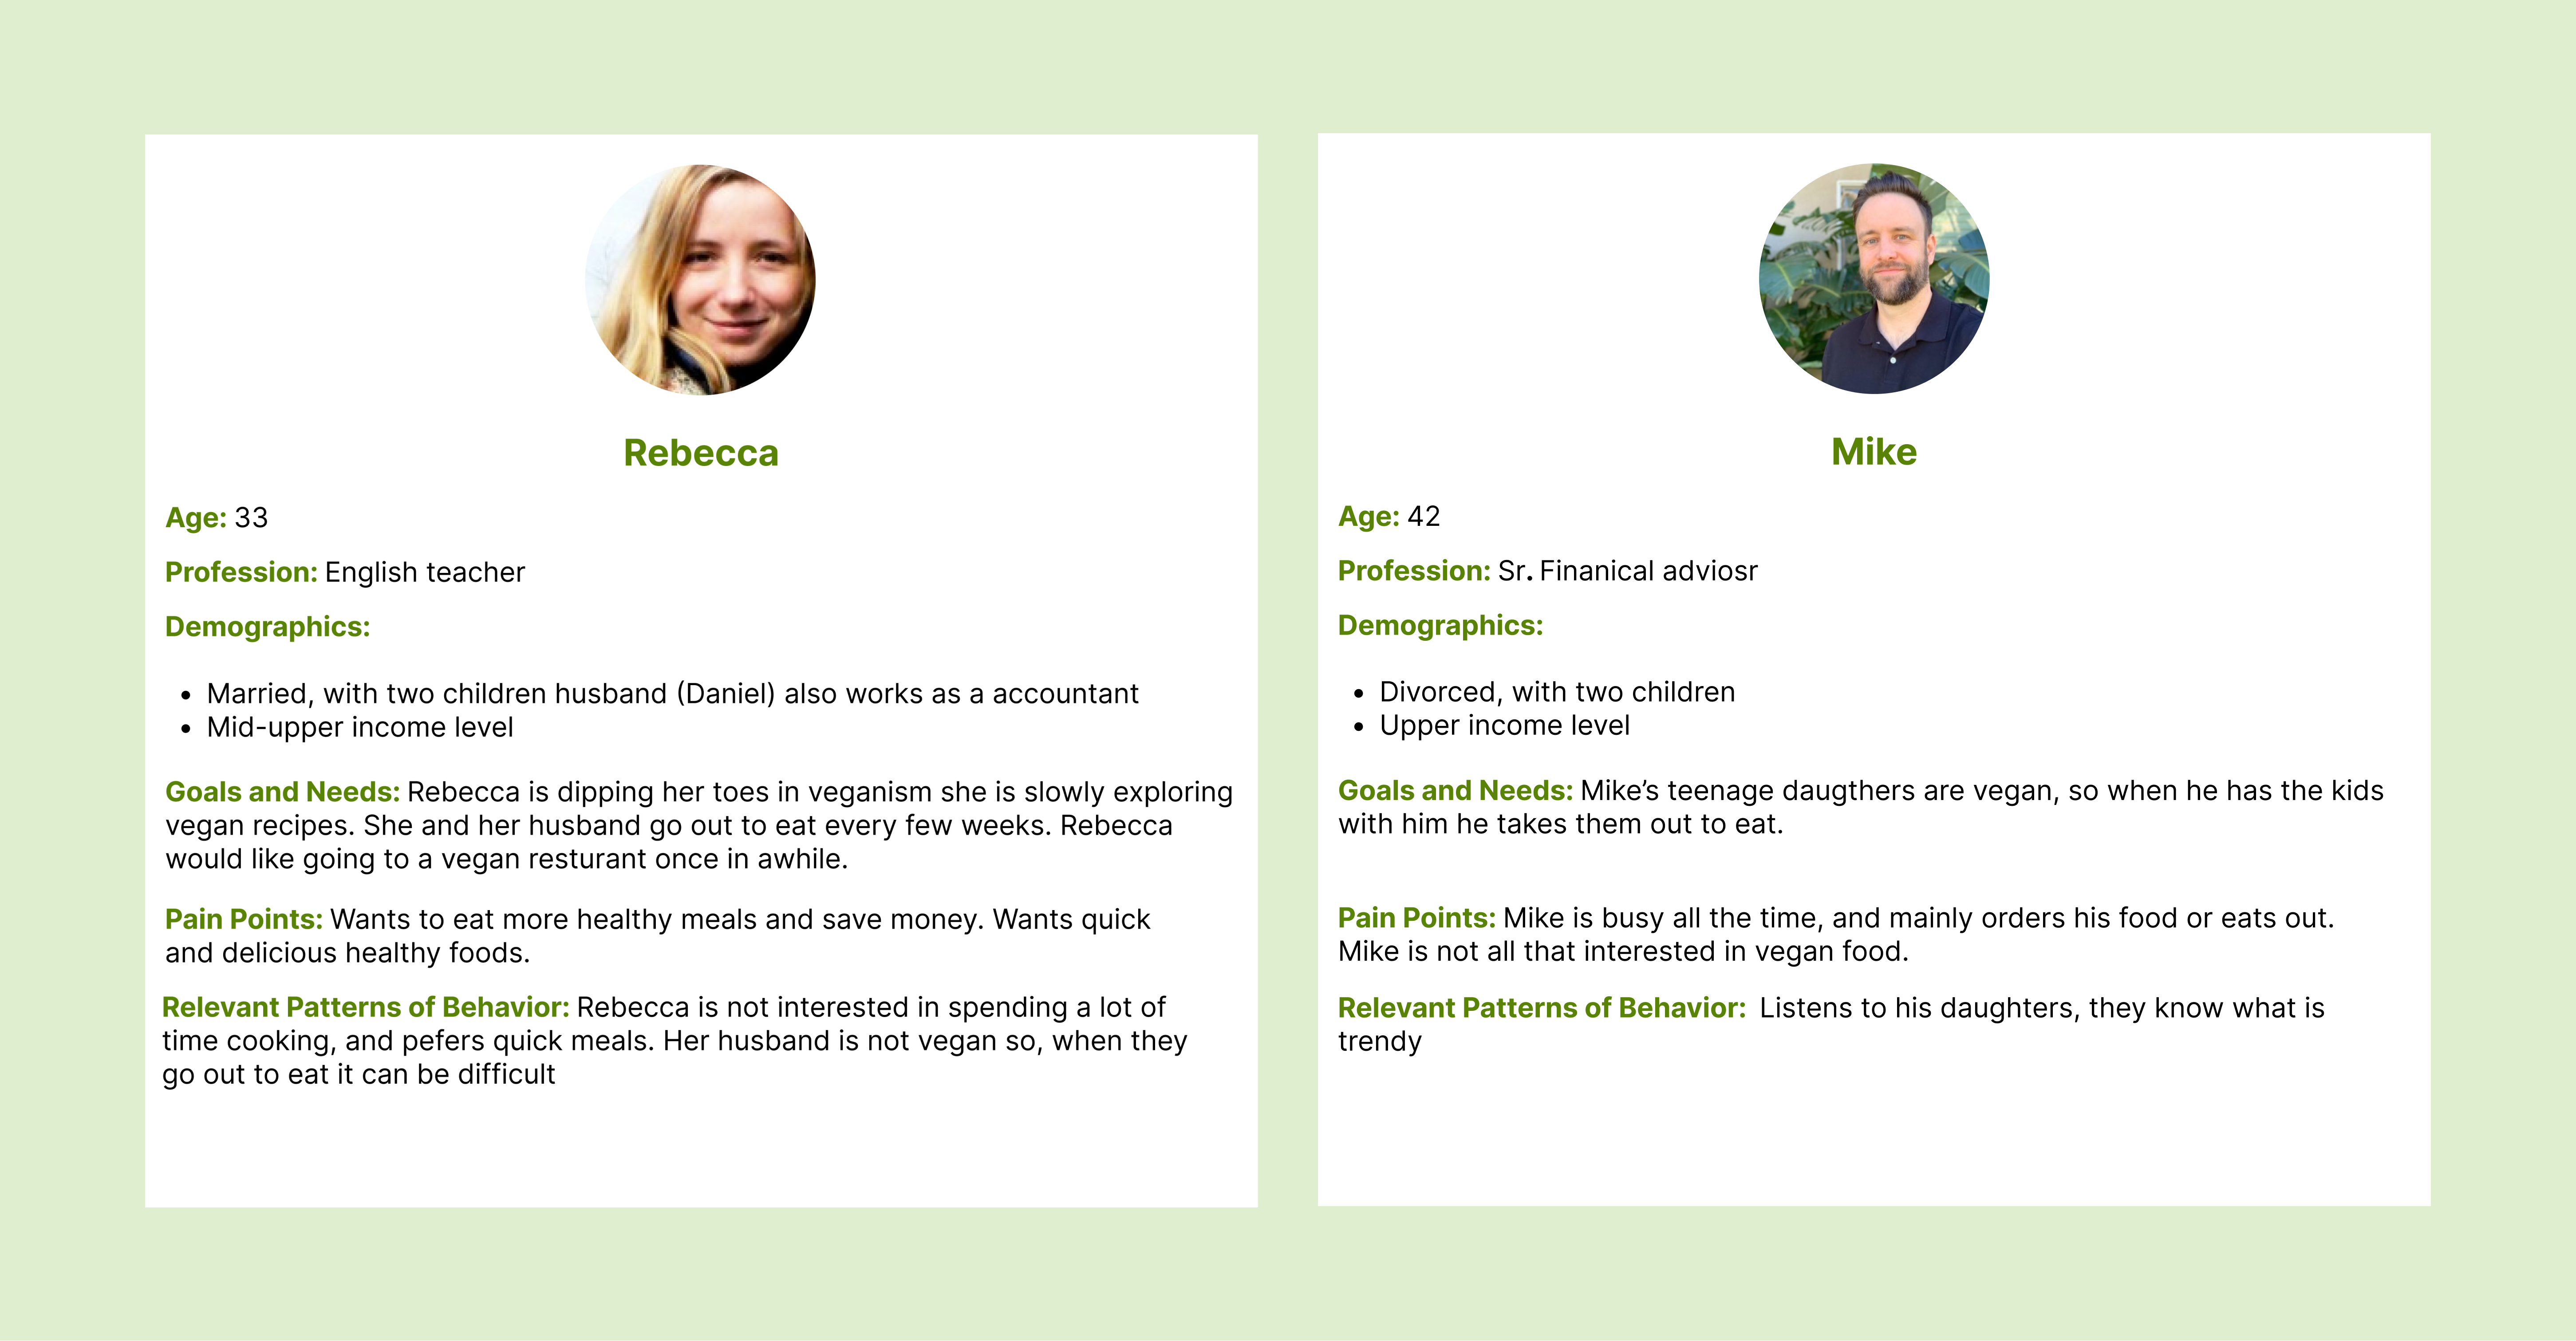 Rebecca
Age: 33
Profession: English teacher
Demographics:
• Married, with two children husband (Daniel) also works as a accountant
• Mid-upper income level
Goals and Needs: Rebecca is dipping her toes in veganism she is slowly exploring
vegan recipes. She and her husband go out to eat every few weeks. Rebecca
would like going to a vegan resturant once in awhile.
Pain Points: Wants to eat more healthy meals and save money. Wants quick
and delicious healthy foods.
Relevant Patterns of Behavior: Rebecca is not interested in spending a lot of
time cooking, and pefers quick meals. Her husband is not vegan so, when they
go out to eat it can be difficult
Mike
Age: 42
Profession: Sr. Finanical adviosr
Demographics:
• Divorced, with two children
• Upper income level
Goals and Needs: Mike’s teenage daugthers are vegan, so when he has the kids
with him he takes them out to eat.
Pain Points: Mike is busy all the time, and mainly orders his food or eats out.
Mike is not all that interested in vegan food.
Relevant Patterns of Behavior: Listens to his daughters, they know what is
trendy